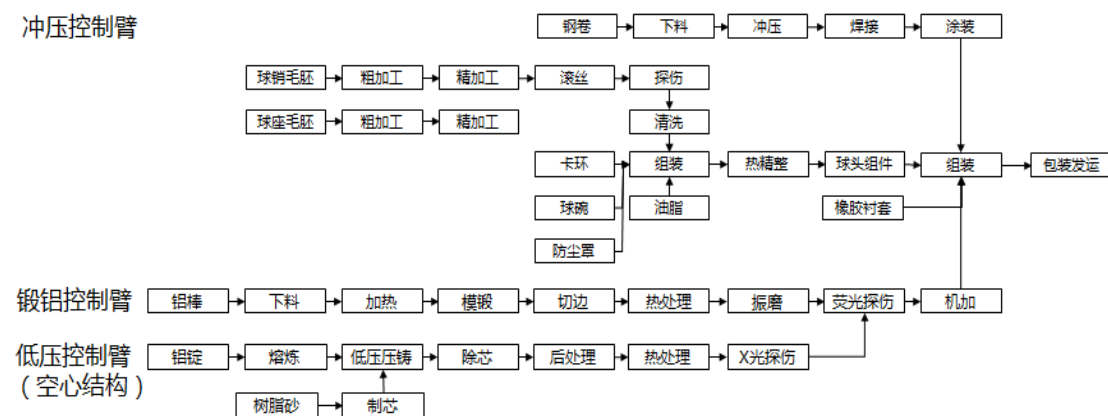 冲压控制臂
钢卷 下料 冲压 焊接 涂装
球销毛胚 粗加工 精加工 滚丝 探伤
球座毛胚 粗加工 精加工 清洗
卡环 组装 热精整 球头组件 组装 包装发运
球碗 油脂 橡胶衬套
防尘罩
锻铝控制臂 铝棒 下料 加热 模锻 切边 热处理 振磨 荧光探伤 机加
低压控制臂 铝锭 熔炼 低压压铸 除芯 后处理 热处理 X光探伤
（空心结构）
树脂砂 制芯